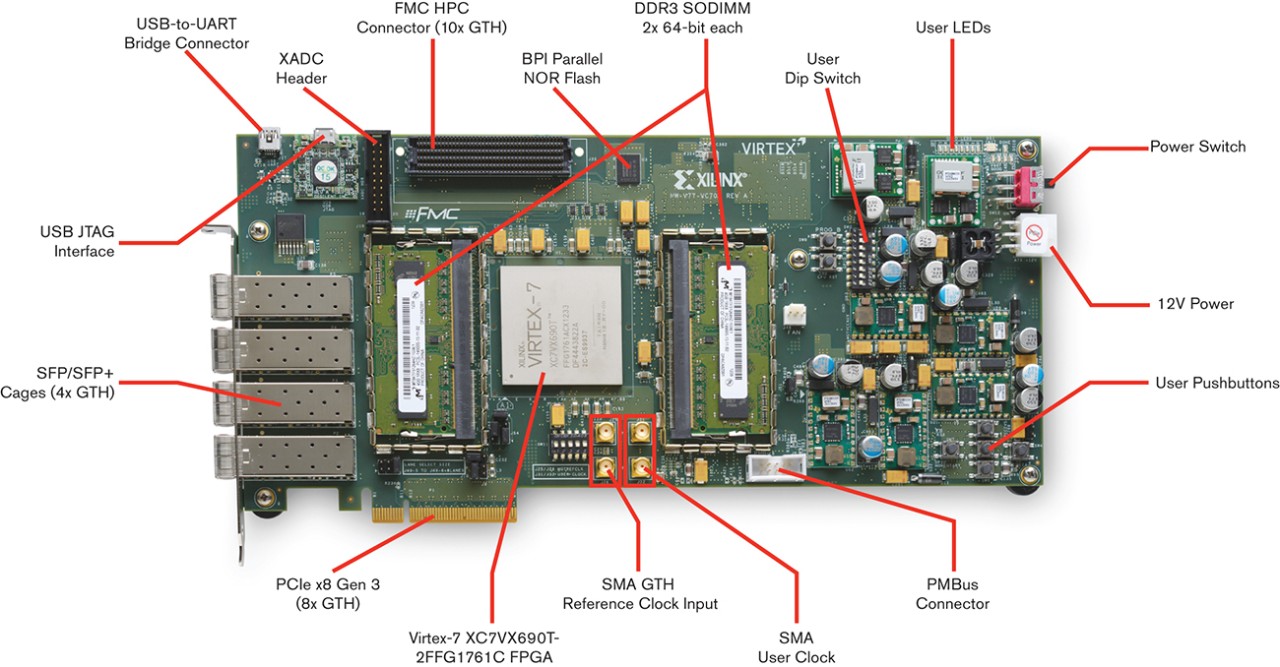 USB-to-UART
Bridge Connector
XADC
Header
FMC HPC
Connector (10x GTH)
BPI Parallel
NOR Flash
DDR3 SODIMM
2x 64-bit each
User
Dip Switch
User LEDs
Power Switch
12V Power
User Pushbuttons
USB JTAG
Interface
SFP/SFP+
Cages (4x GTH)
VIRTEX-7
XILINX
FMC
PROG
Power
XILINX
VIRTEX-7
XC7VX690T
PCIe x8 Gen 3
(8x GTH)
Virtex-7 XC7VX690T-
2FFG1761C FPGA
SMA GTH
Reference Clock Input
SMA
User Clock
PMBus
Connector